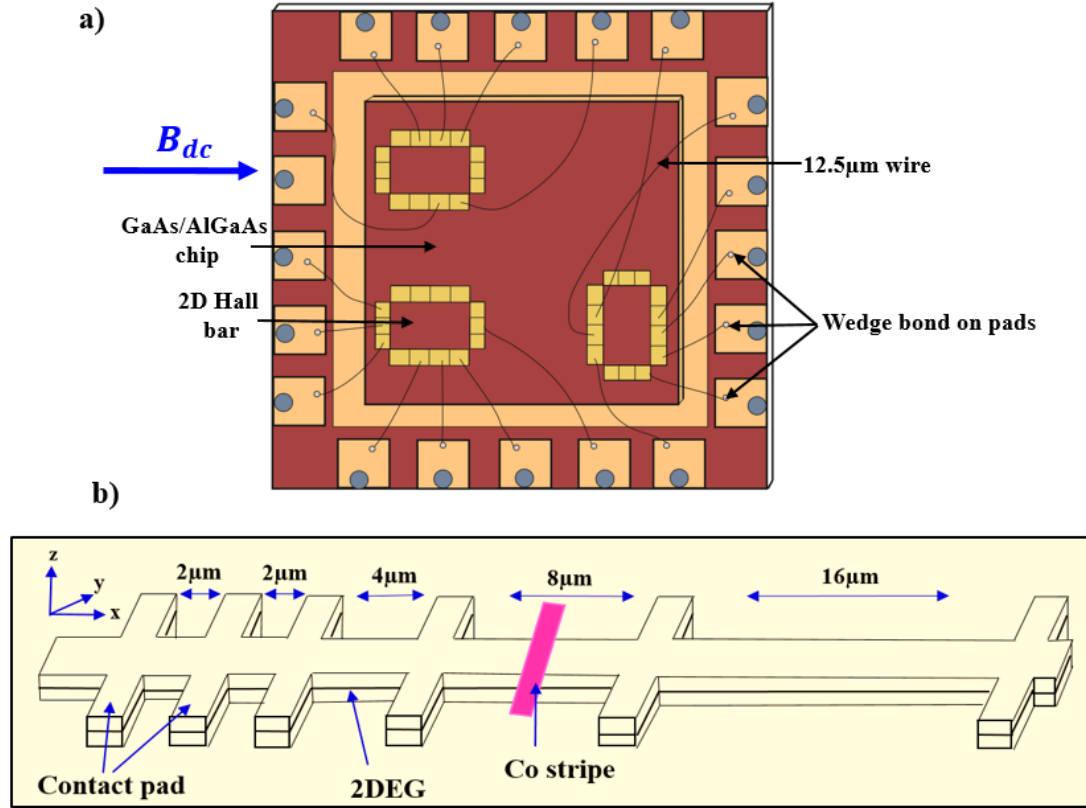 a)
B_dc
12.5μm wire
GaAs/AlGaAs
chip
2D Hall
bar
Wedge bond on pads
b)
z
y
x
2μm
2μm
4μm
8μm
16μm
Contact pad
2DEG
Co stripe